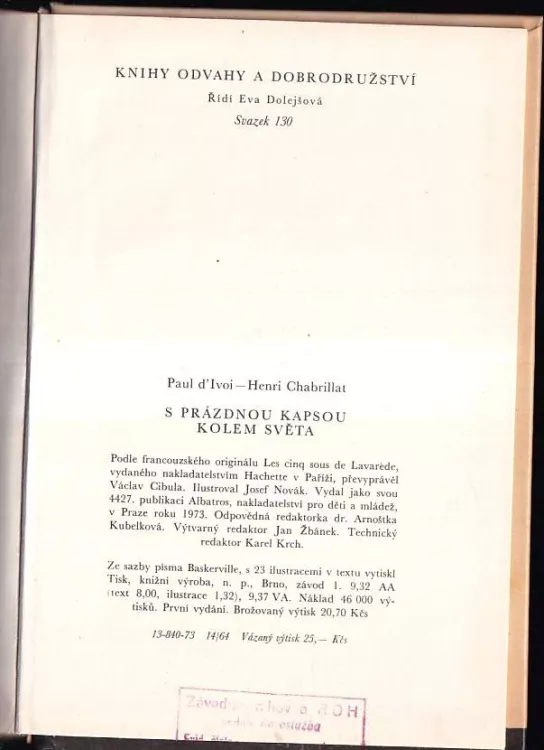 KNIHY ODVAHY A DOBRODRUŽSTVÍ
Řídí Eva Dolejšová
Svazek 130
Paul d'Ivoi — Henri Chabrillat
S PRÁZDNOU KAPSOU
KOLEM SVĚTA
Podle francouzského originálu Les cinq sous de Lavarède,
vydaného nakladatelstvím Hachette v Paříži, převyprávěl
Václav Cibula. Ilustroval Josef Novák. Vydal jako svou
4427. publikaci Albatros, nakladatelství pro děti a mládež,
v Praze roku 1973. Odpovědná redaktorka dr. Arnoštka
Kubelková. Výtvarný redaktor Jan Žbánek. Technický
redaktor Karel Krch.
Ze sazby písma Baskerville, s 23 ilustracemi v textu vytiskl
Tisk, knižní výroba, n. p., Brno, závod 1. 9,32 AA
(text 8,00, ilustrace 1,32), 9,37 VA. Náklad 46 000 vý-
tisků. První vydání. Brožovaný výtisk 20,70 Kčs
13-840-73 14/64 Vázaný výtisk 25,— Kčs
ROH